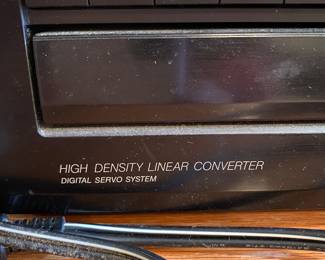 HIGH DENSITY LINEAR CONVERTER
DIGITAL SERVO SYSTEM